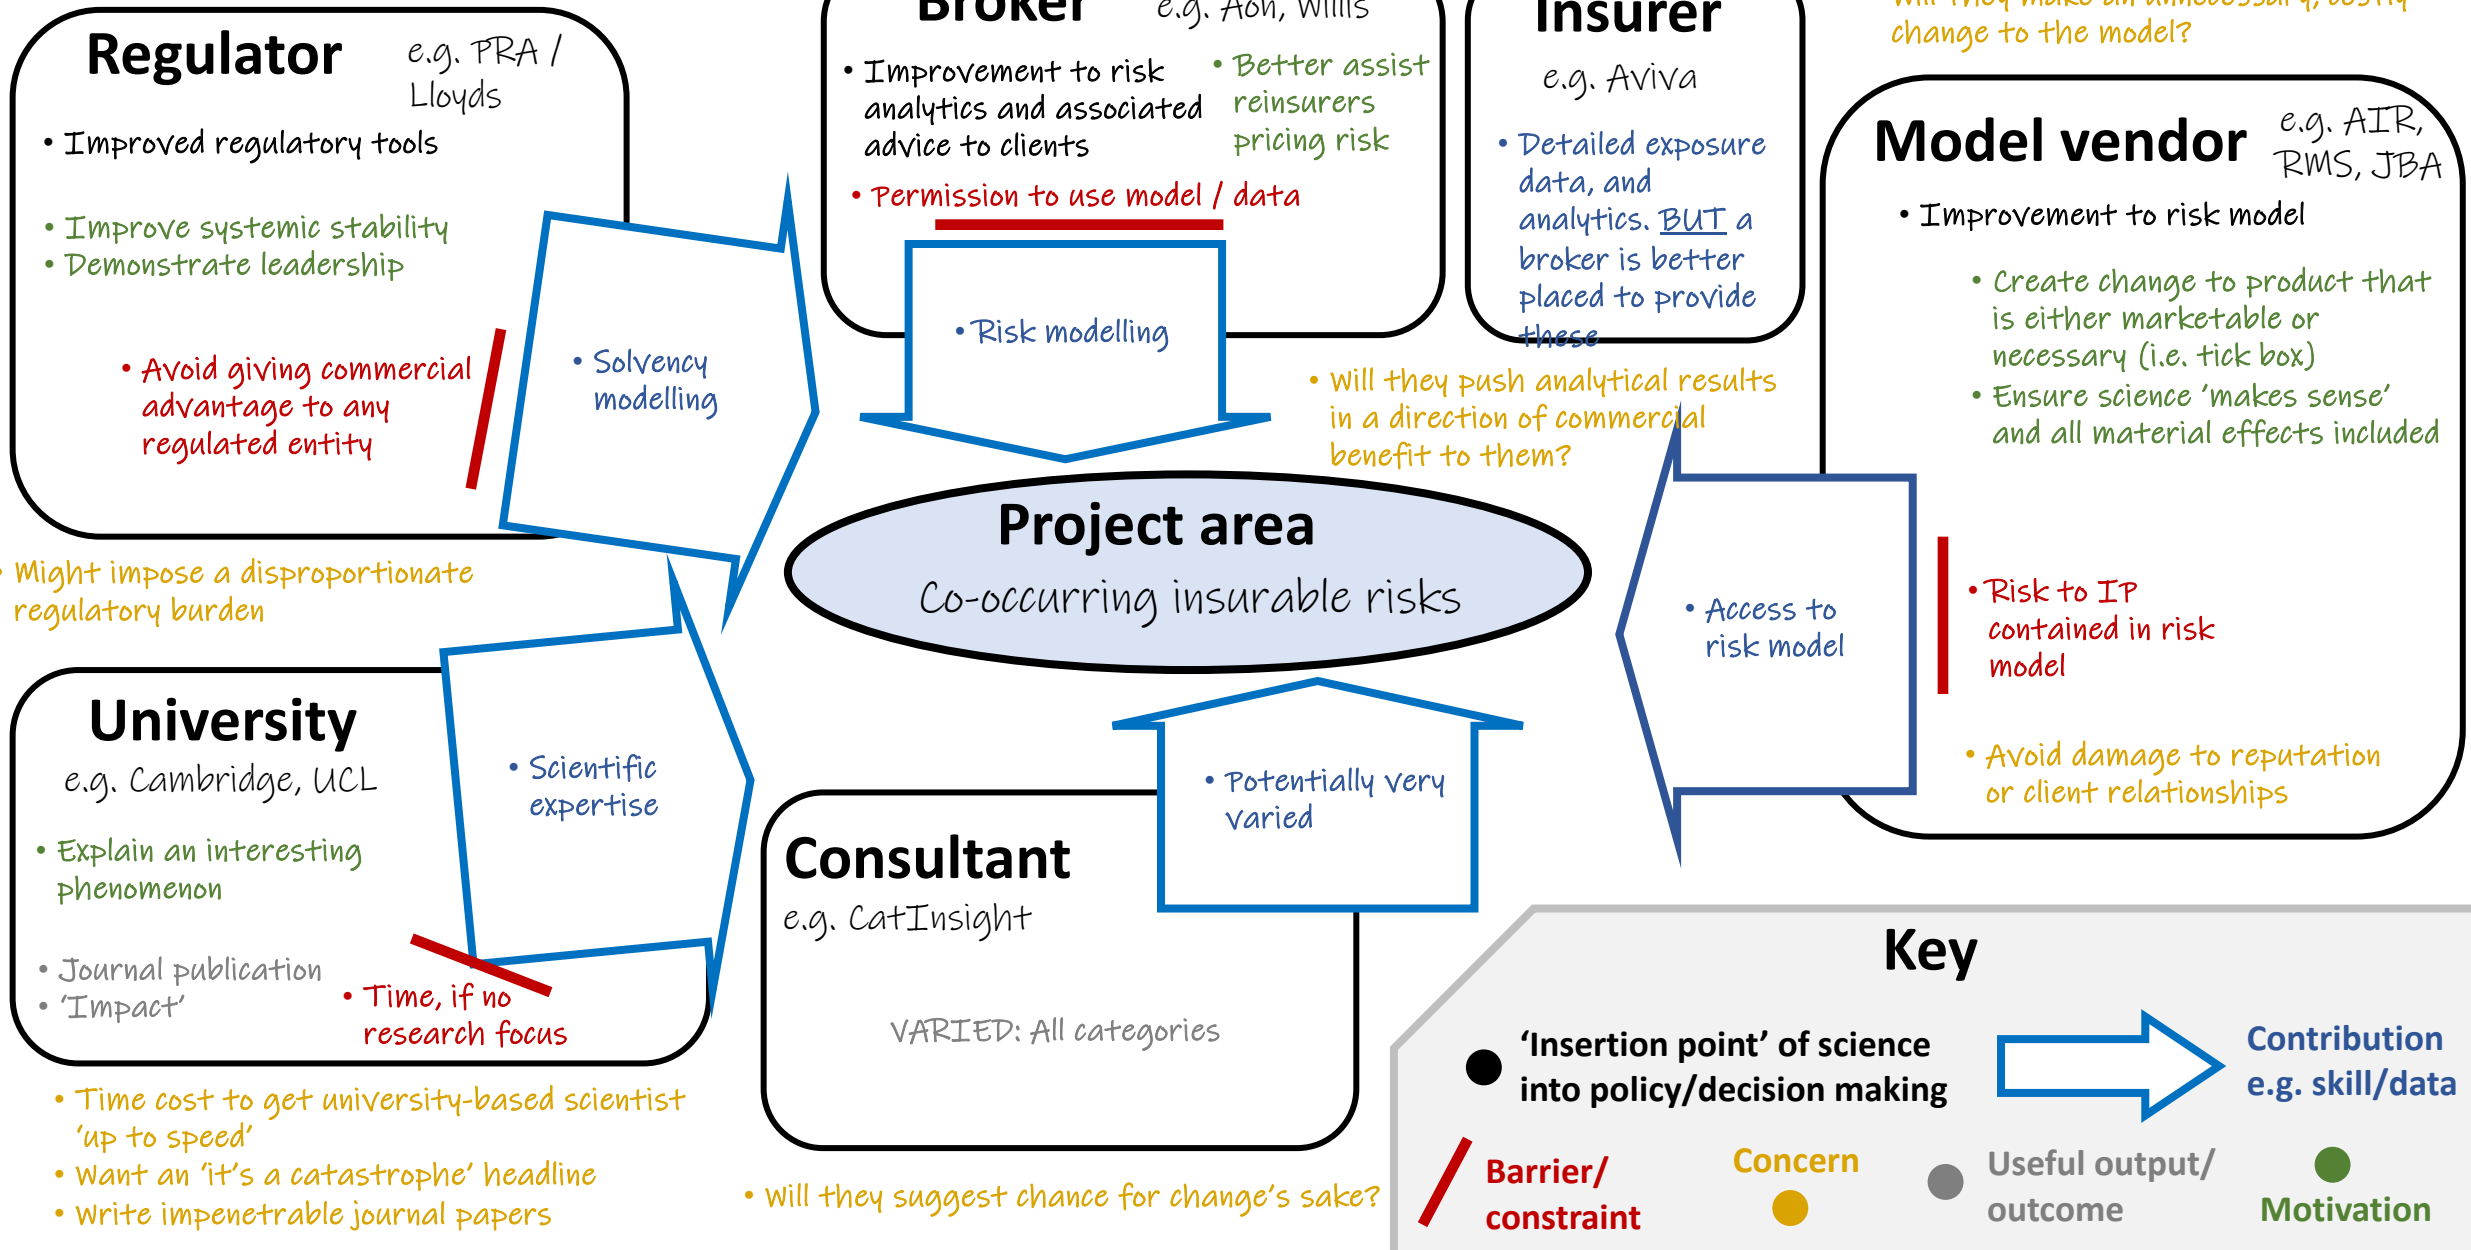 Regulator
e.g. PRA /
Lloyds
• Improved regulatory tools
• Improve systemic stability
• Demonstrate leadership
• Avoid giving commercial
advantage to any
regulated entity
• Solvency
modelling
• Might impose a disproportionate
regulatory burden
Broker
e.g. Aon, Willis
• Improvement to risk
analytics and associated
advice to clients
• Better assist
reinsurers
pricing risk
• Permission to use model / data
• Risk modelling
Insurer
e.g. Aviva
• Detailed exposure
data, and
analytics. BUT a
broker is better
placed to provide
these
• Will they push analytical results
in a direction of commercial
benefit to them?
Will they make an unnecessary, costly
change to the model?
Model vendor
e.g. AIR,
RMS, JBA
• Improvement to risk model
• Create change to product that
is either marketable or
necessary (i.e. tick box)
• Ensure science 'makes sense'
and all material effects included
• Access to
risk model
• Risk to IP
contained in risk
model
• Avoid damage to reputation
or client relationships
Project area
Co-occurring insurable risks
University
e.g. Cambridge, UCL
• Explain an interesting
phenomenon
• Journal publication
• 'Impact'
• Time, if no
research focus
• Scientific
expertise
• Time cost to get university-based scientist
'up to speed'
• Want an 'it's a catastrophe' headline
• Write impenetrable journal papers
Consultant
e.g. CatInsight
VARIED: All categories
• Potentially very
varied
• Will they suggest chance for change's sake?
Key
'Insertion point' of science
into policy/decision making
Contribution
e.g. skill/data
Barrier/
constraint
Concern
Useful output/
outcome
Motivation